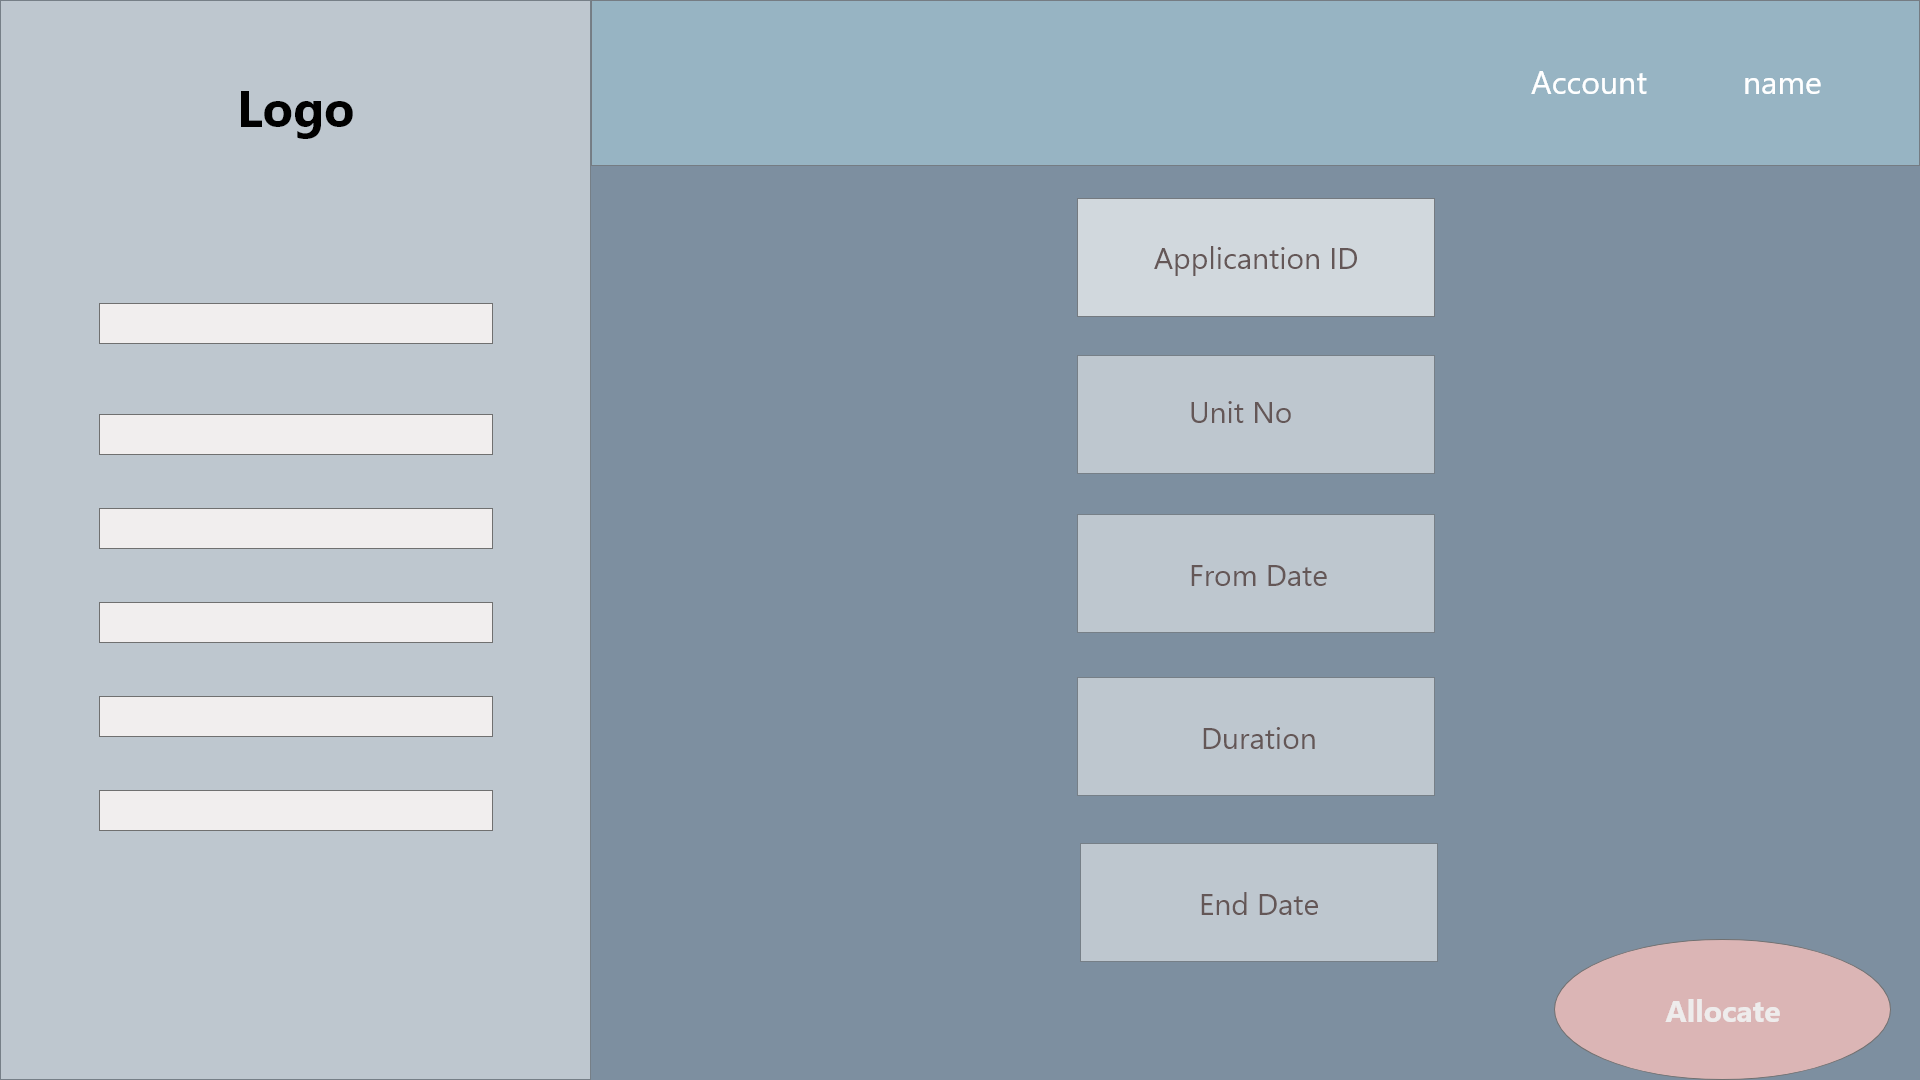 Logo
Account name
Applicantion ID
Unit No
From Date
Duration
End Date
Allocate